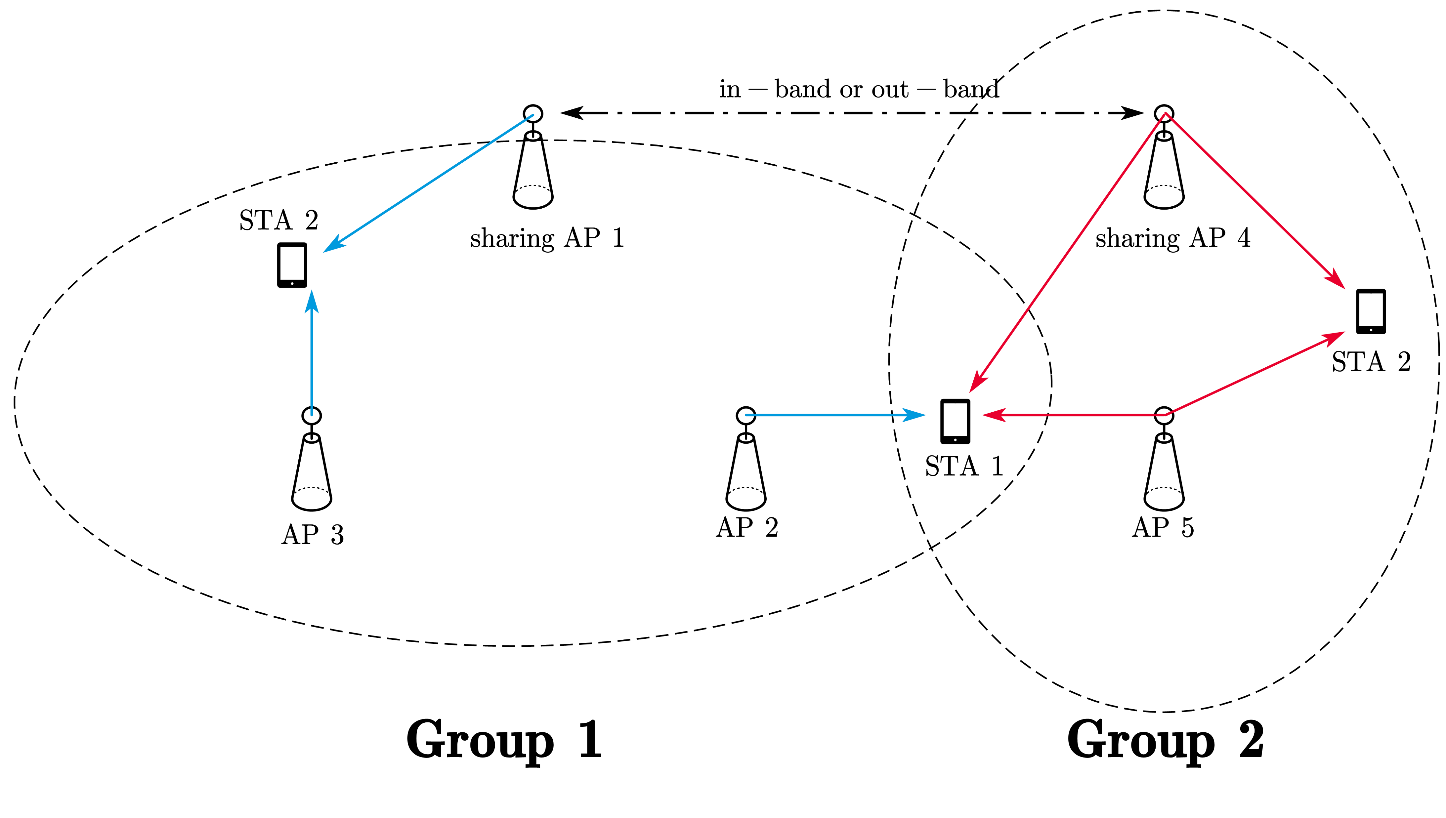 in – band or out – band
STA 2
sharing AP 1
sharing AP 4
STA 2
STA 1
AP 3
AP 2
AP 5
Group 1
Group 2